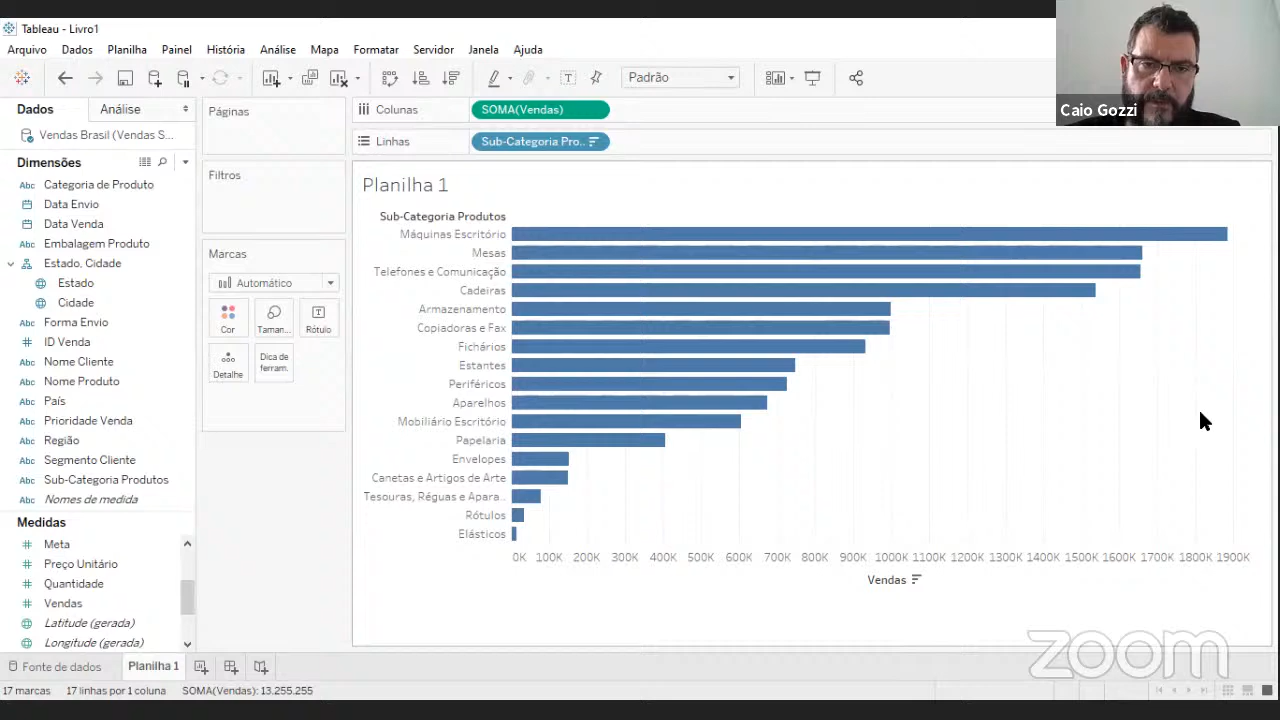 Tableau - Livro1
Arquivo Dados Planilha Painel História Análise Mapa Formatar Servidor Janela Ajuda
Padrão
Caio Gozzi
Dados Análise
Vendas Brasil (Vendas S...
Dimensões
Categoria de Produto
Data Envio
Data Venda
Embalagem Produto
Estado, Cidade
Estado
Cidade
Forma Envio
ID Venda
Nome Cliente
Nome Produto
País
Prioridade Venda
Região
Segmento Cliente
Sub-Categoria Produtos
Nomes de medida
Medidas
Meta
Preço Unitário
Quantidade
Vendas
Latitude (gerada)
Longitude (gerada)
Páginas
Filtros
Marcas
Automático
Cor Taman... Rótulo
Detalhe Dica de ferram.
Colunas SOMA(Vendas)
Linhas Sub-Categoria Pro..
Planilha 1
Sub-Categoria Produtos
Máquinas Escritório
Mesas
Telefones e Comunicação
Cadeiras
Armazenamento
Copiadoras e Fax
Fichários
Estantes
Periféricos
Aparelhos
Mobiliário Escritório
Papelaria
Envelopes
Canetas e Artigos de Arte
Tesouras, Réguas e Apara..
Rótulos
Elásticos
0K 100K 200K 300K 400K 500K 600K 700K 800K 900K 1000K 1100K 1200K 1300K 1400K 1500K 1600K 1700K 1800K 1900K
Vendas
zoom
Fonte de dados Planilha 1
17 marcas 17 linhas por 1 coluna SOMA(Vendas): 13.255.255